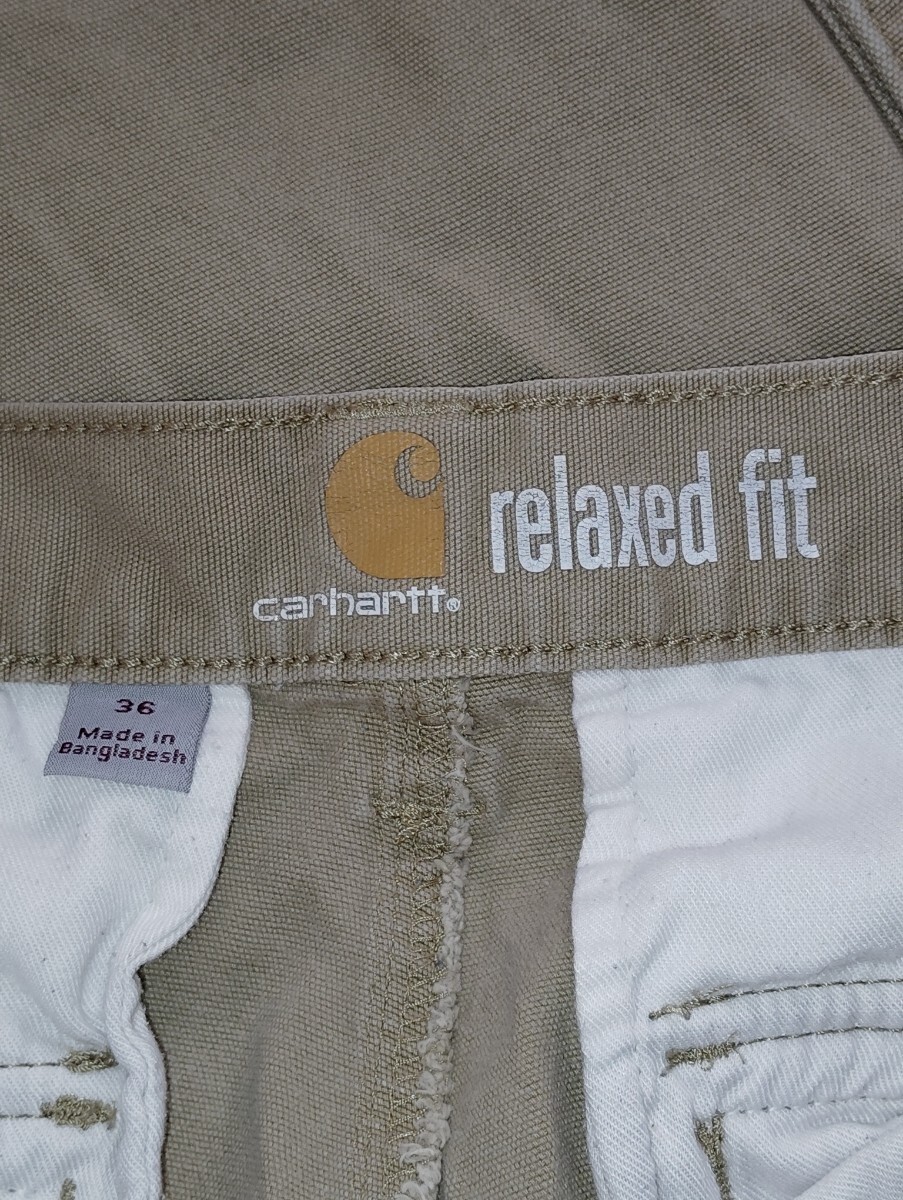 relaxed fit
carhartt®
36
Made in
Bangladesh